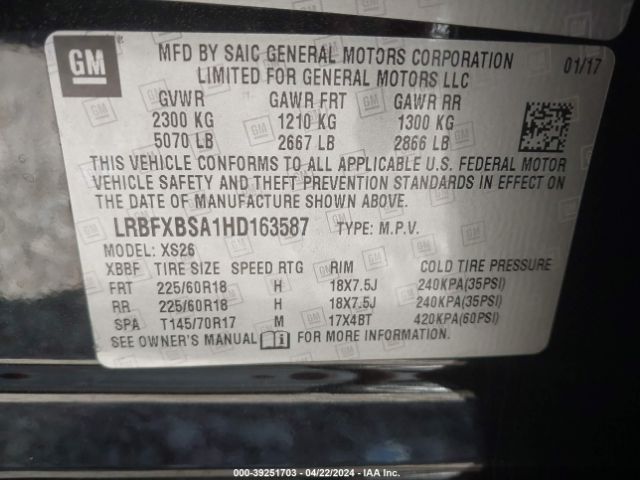 GM
MFD BY SAIC GENERAL MOTORS CORPORATION
LIMITED FOR GENERAL MOTORS LLC
01/17
GVWR GAWR FRT GAWR RR
2300 KG 1210 KG 1300 KG
5070 LB 2667 LB 2866 LB
THIS VEHICLE CONFORMS TO ALL APPLICABLE U.S. FEDERAL MOTOR
VEHICLE SAFETY AND THEFT PREVENTION STANDARDS IN EFFECT ON
THE DATE OF MANUFACTURE SHOWN ABOVE.
LRBFXBSA1HD163587 TYPE: M.P.V.
MODEL: XS26
XBBF TIRE SIZE SPEED RTG RIM COLD TIRE PRESSURE
FRT 225/60R18 H 18X7.5J 240KPA(35PSI)
RR 225/60R18 H 18X7.5J 240KPA(35PSI)
SPA T145/70R17 M 17X4BT 420KPA(60PSI)
SEE OWNER'S MANUAL i FOR MORE INFORMATION.
000-39251703 - 04/22/2024 - IAA Inc.